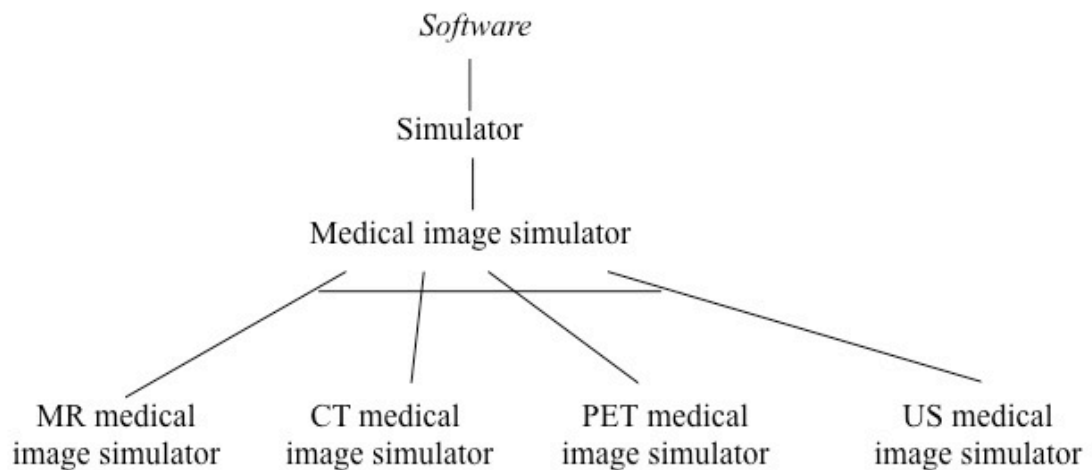 Software
Simulator
Medical image simulator
MR medical
image simulator
CT medical
image simulator
PET medical
image simulator
US medical
image simulator